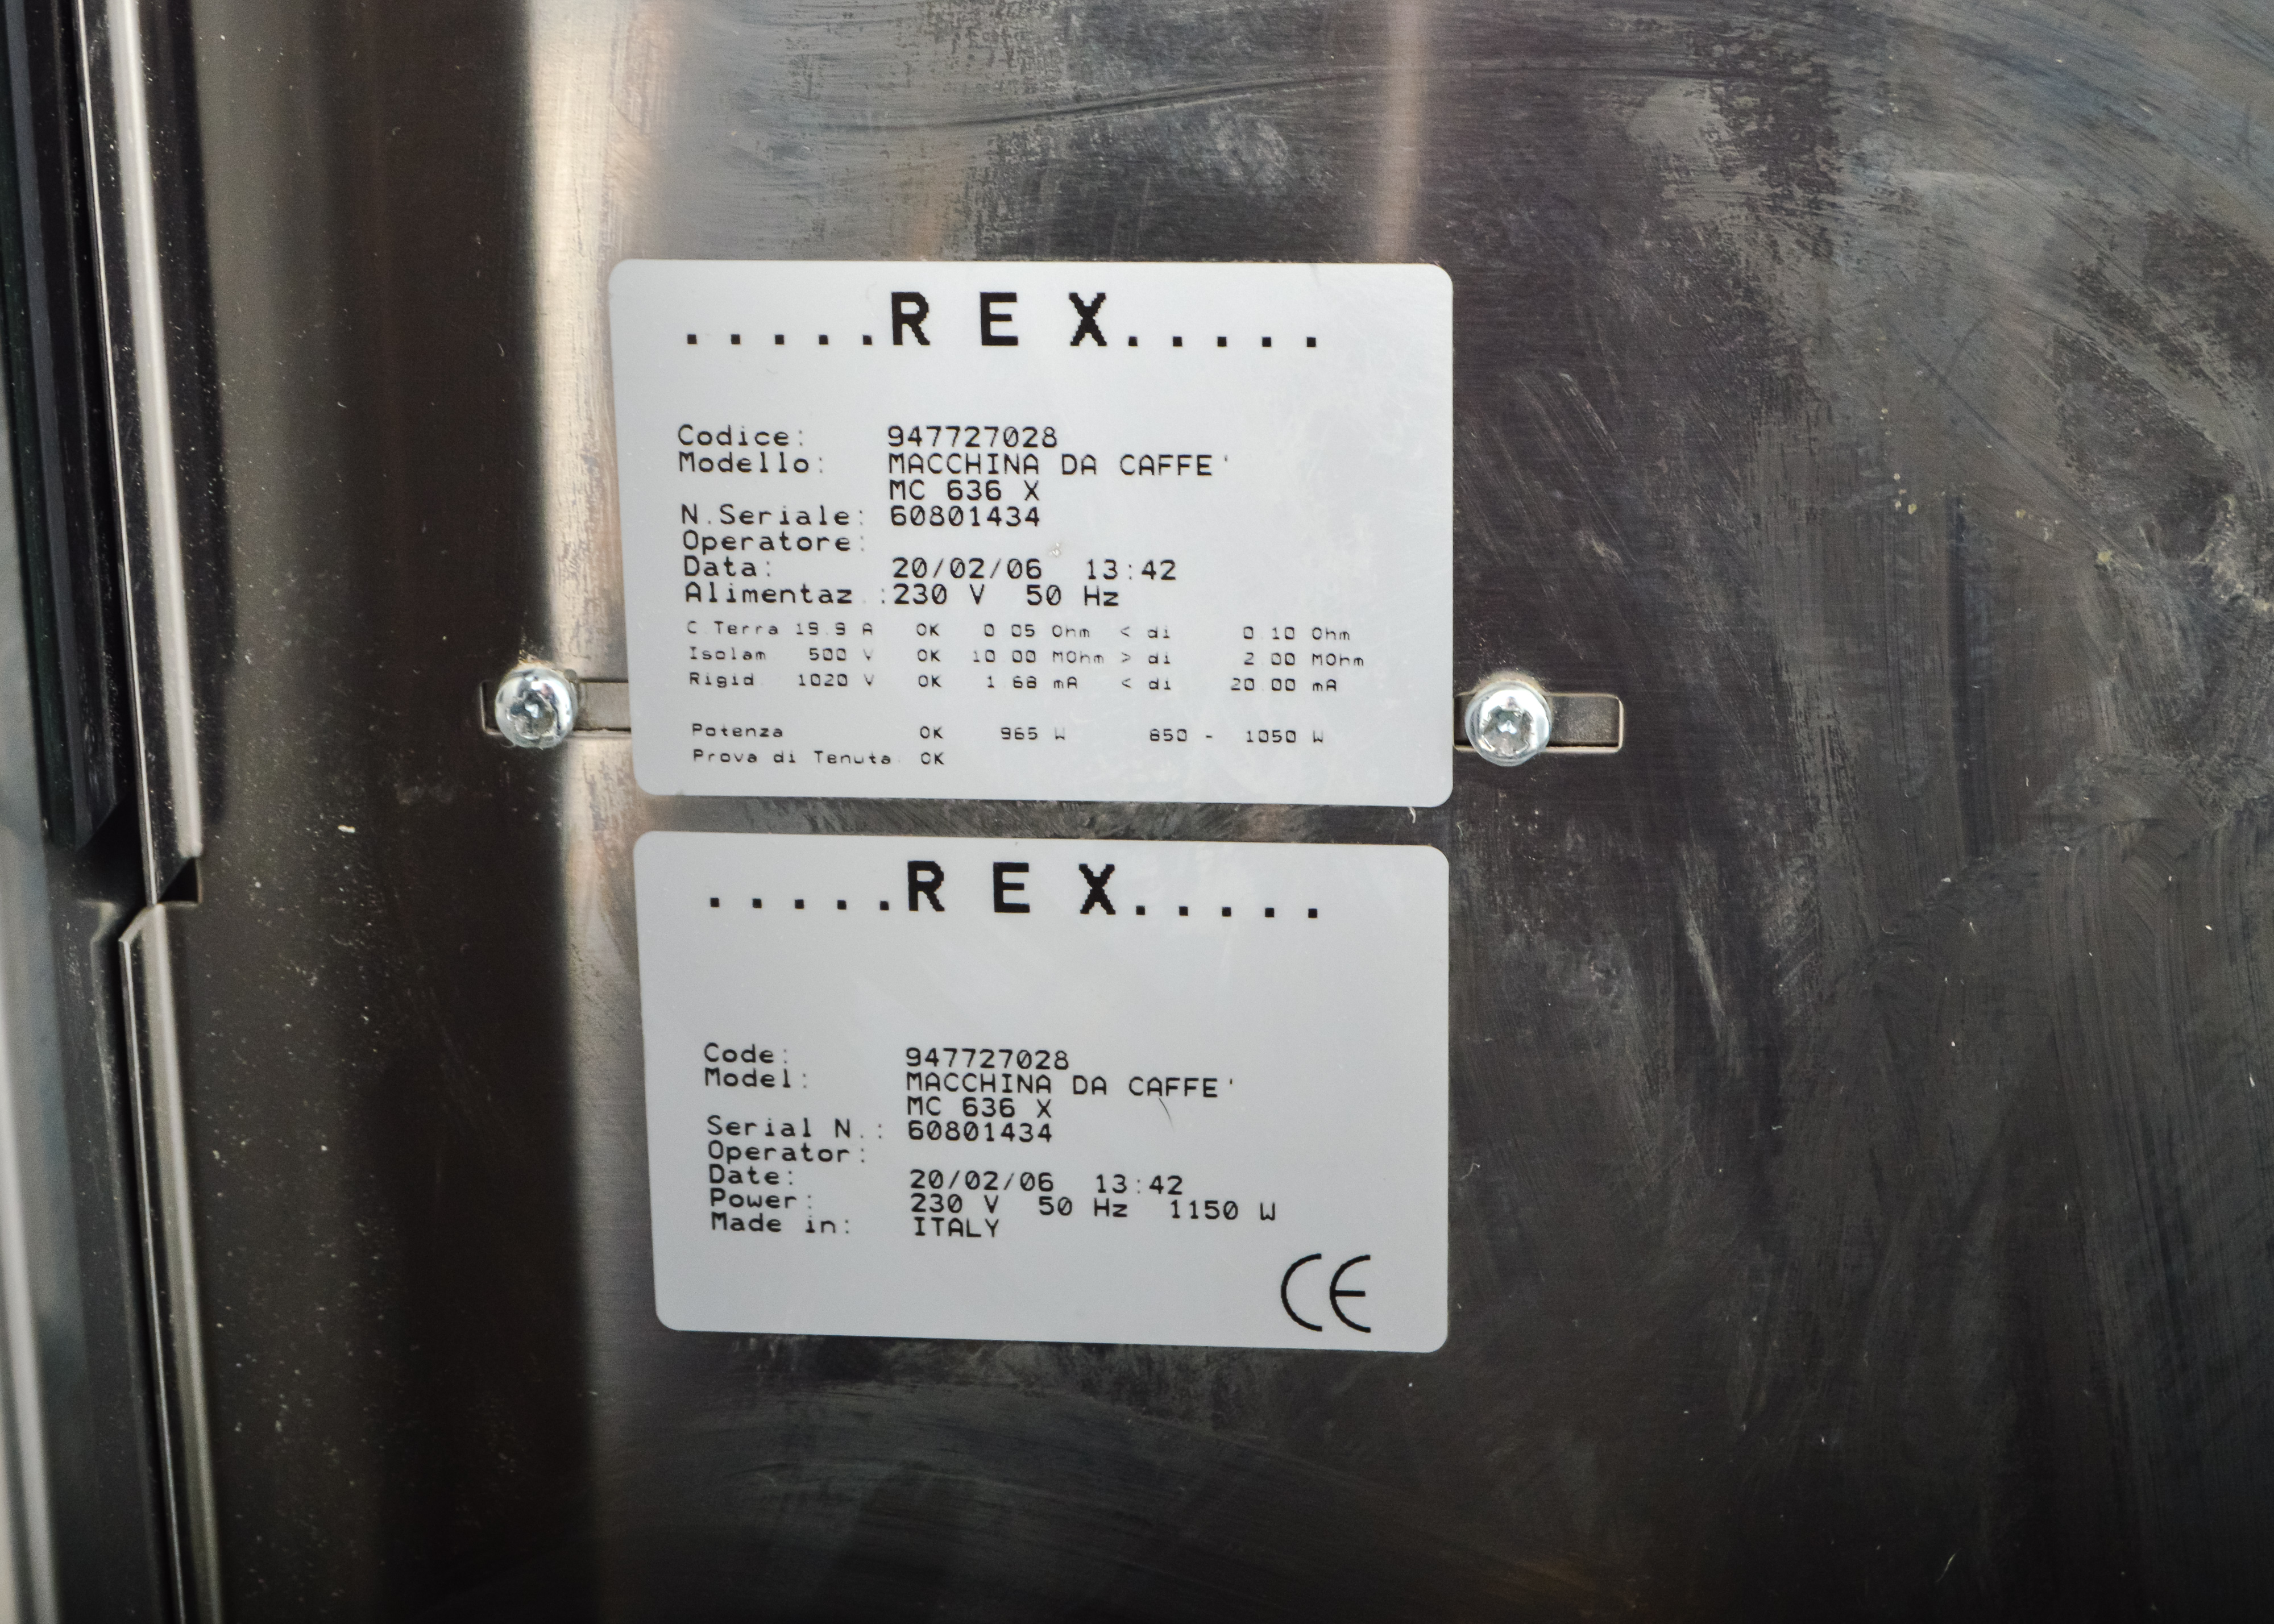 .....R E X.....
Codice: 947727028
Modello: MACCHINA DA CAFFE'
MC 636 X
N.Seriale: 60801434
Operatore:
Data: 20/02/06 13:42
Alimentaz.:230 V 50 Hz
C.Terra 19.9 A OK 0.05 Ohm < di 0.10 Ohm
Isolam. 500 V OK 10.00 MOhm > di 2.00 MOhm
Rigid. 1020 V OK 1.68 mA < di 20.00 mA
Potenza OK 965 W 850 - 1050 W
Prova di Tenuta: OK
.....R E X.....
Code: 947727028
Model: MACCHINA DA CAFFE'
MC 636 X
Serial N.: 60801434
Operator:
Date: 20/02/06 13:42
Power: 230 V 50 Hz 1150 W
Made in: ITALY
CE